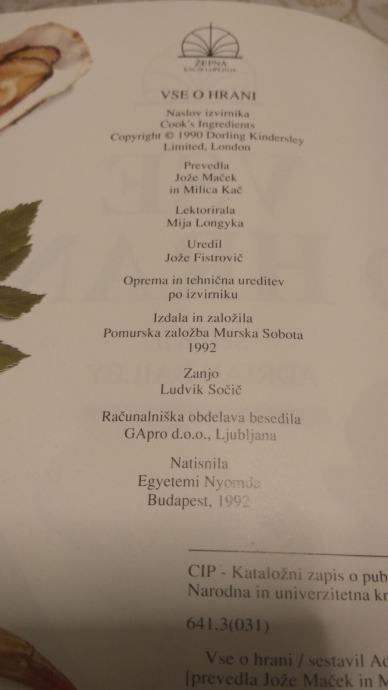 ŽEPNA
ENCIKLOPEDIJA
VSE O HRANI
Naslov izvirnika
Cook's Ingredients
Copyright © 1990 Dorling Kindersley
Limited, London
Prevedla
Jože Maček
in Milica Kač
Lektorirala
Mija Longyka
Uredil
Jože Fistrovič
Oprema in tehnična ureditev
po izvirniku
Izdala in založila
Pomurska založba Murska Sobota
1992
Zanjo
Ludvik Sočič
Računalniška obdelava besedila
GApro d.o.o., Ljubljana
Natisnila
Egyetemi Nyomda
Budapest, 1992
CIP - Kataložni zapis o pub
Narodna in univerzitetna kn
641.3(031)
Vse o hrani / sestavil Ad
[prevedla Jože Maček in M